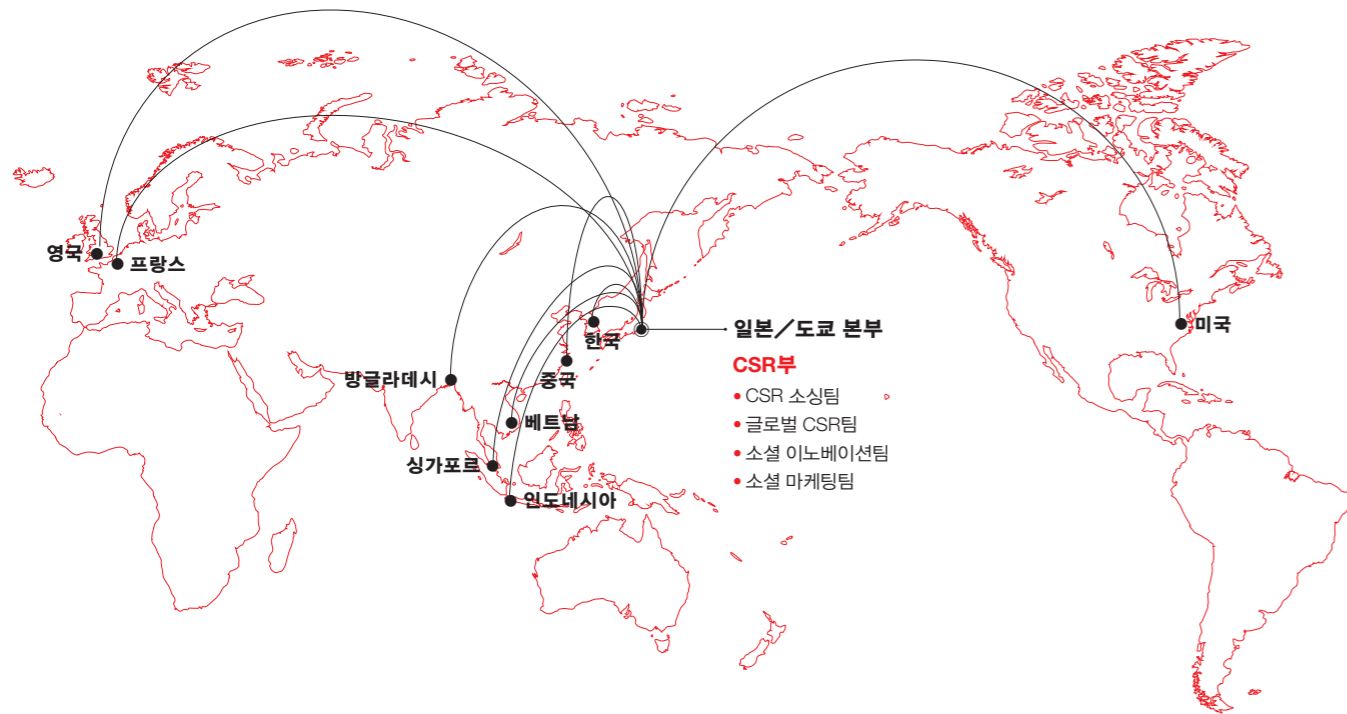 영국
프랑스
방글라데시
싱가포르
인도네시아
베트남
중국
한국
일본／도쿄 본부
CSR부
• CSR 소싱팀
• 글로벌 CSR팀
• 소셜 이노베이션팀
• 소셜 마케팅팀
미국